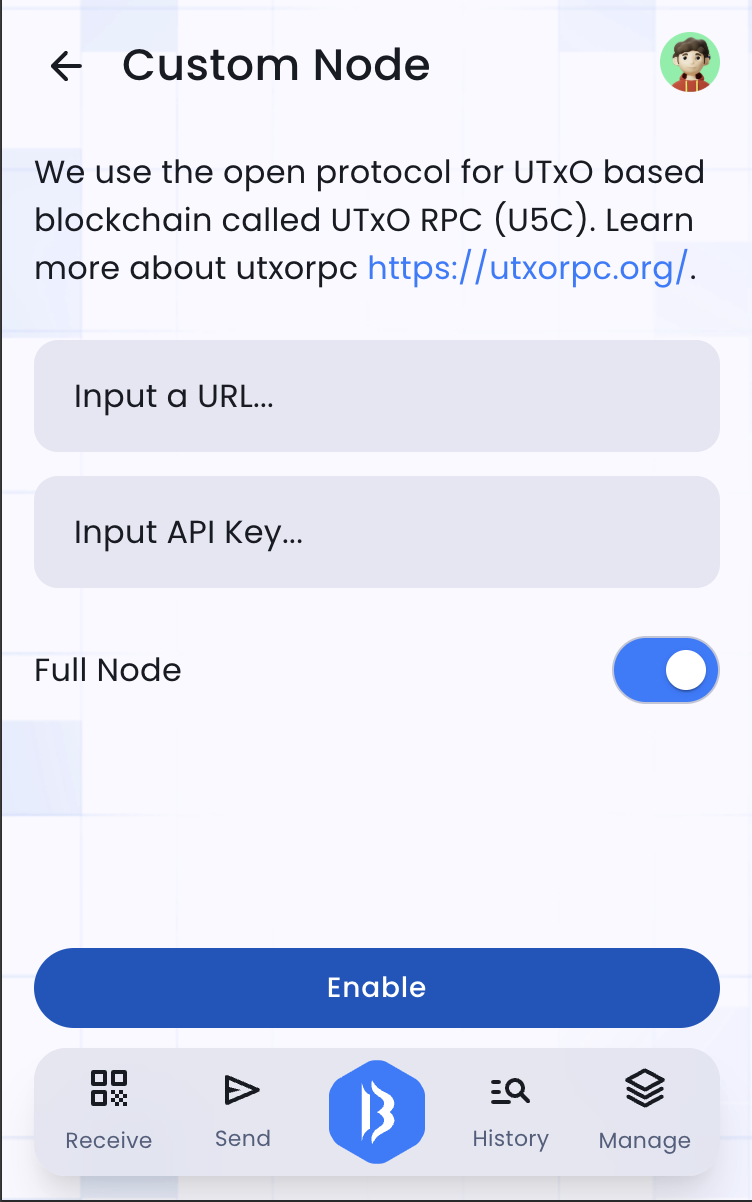 Custom Node
We use the open protocol for UTxO based
blockchain called UTxO RPC (U5C). Learn
more about utxorpc https://utxorpc.org/.
Input a URL...
Input API Key...
Full Node
Enable
Receive
Send
History
Manage